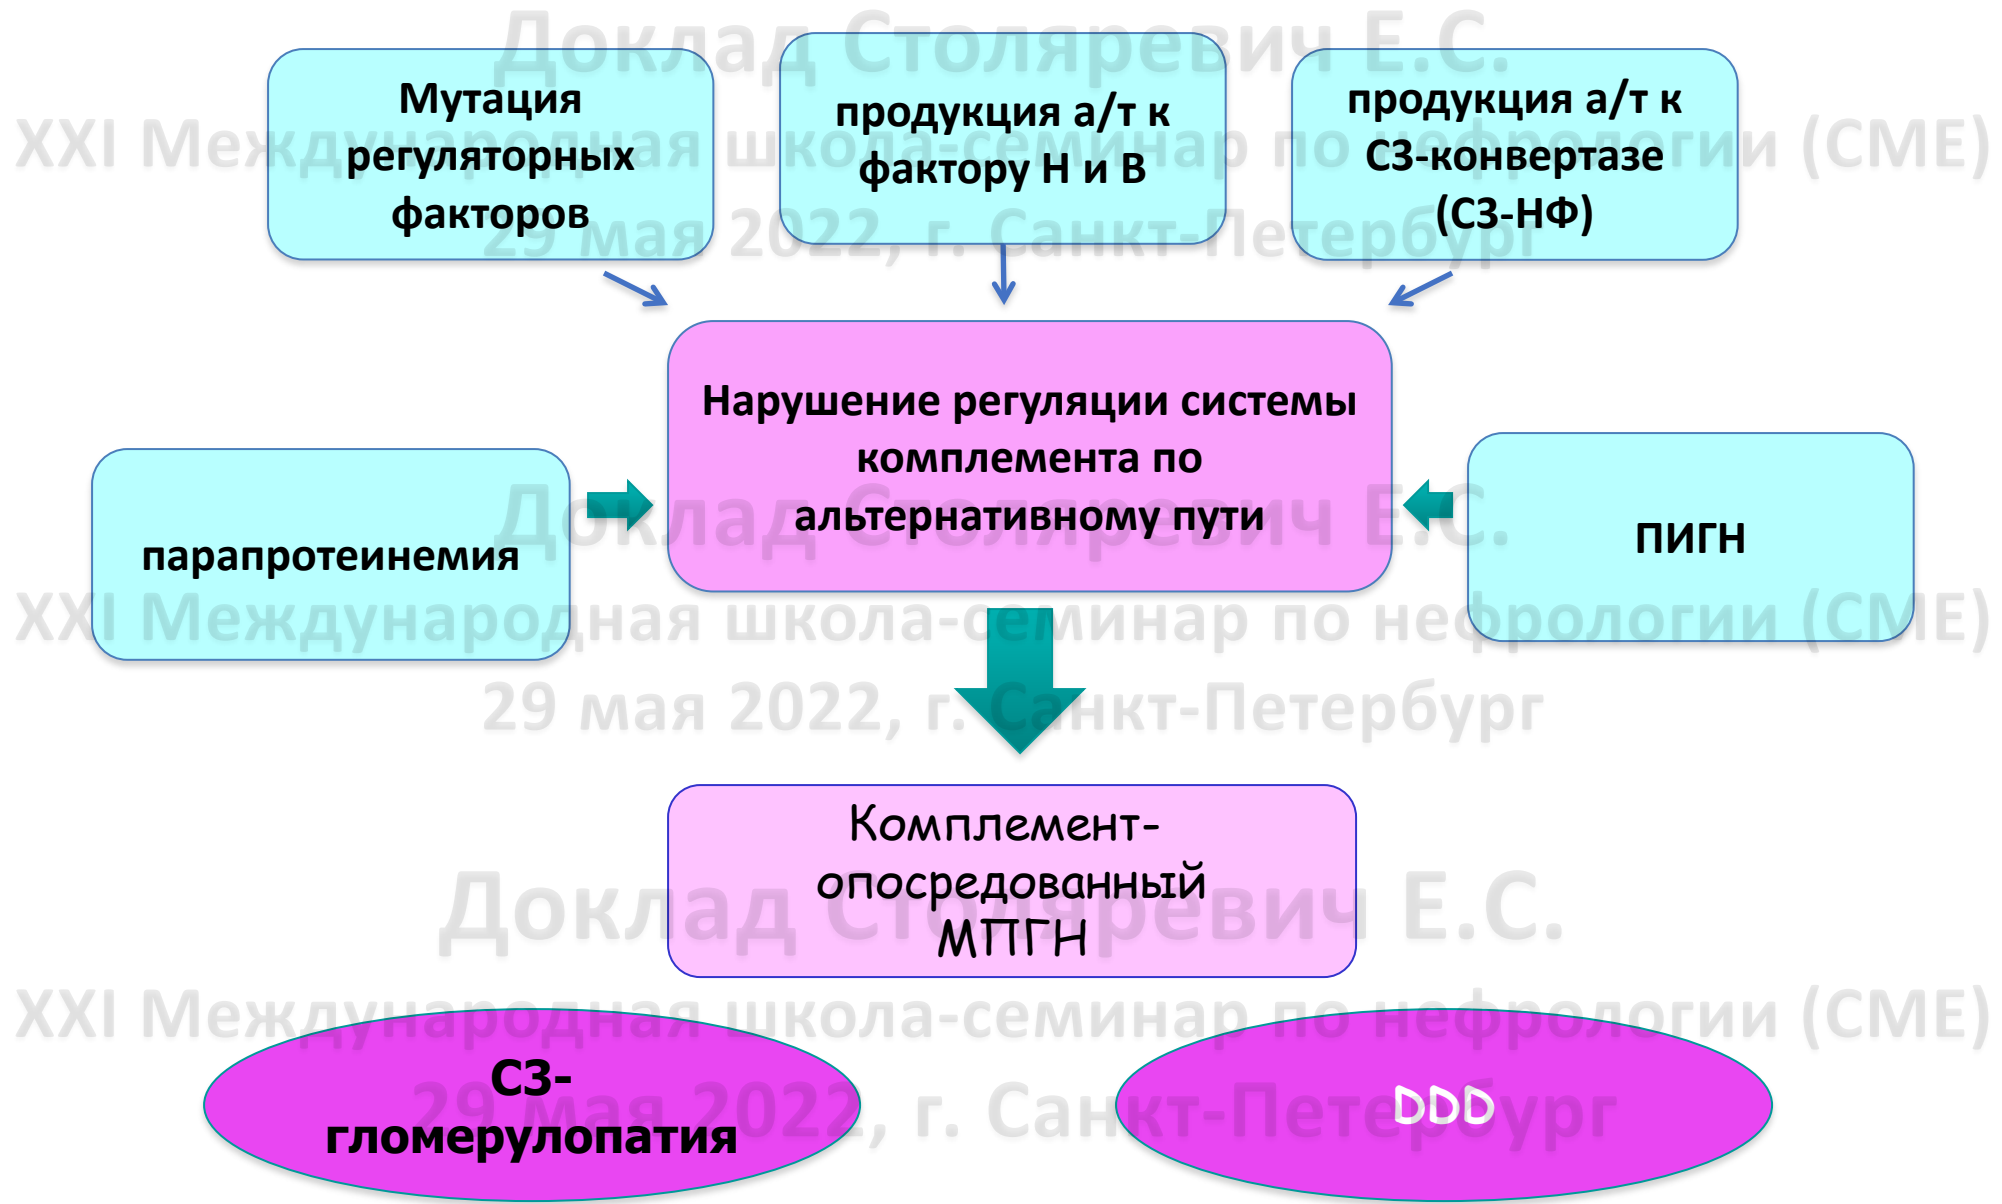 Доклад Столяревич Е.С.
Мутация
регуляторных
факторов
продукция а/т к
фактору Н и В
продукция а/т к
С3-конвертазе
(С3-НФ)
XXI Международная школа-семинар по нефрологии (СМЕ)
29 мая 2022, г. Санкт-Петербург
Нарушение регуляции системы
комплемента по
альтернативному пути
парапротеинемия
ПИГН
Доклад Столяревич Е.С.
XXI Международная школа-семинар по нефрологии (СМЕ)
29 мая 2022, г. Санкт-Петербург
Комплемент-
опосредованный
МПГН
Доклад Столяревич Е.С.
XXI Международная школа-семинар по нефрологии (СМЕ)
29 мая 2022, г. Санкт-Петербург
С3-
гломерулопатия
DDD